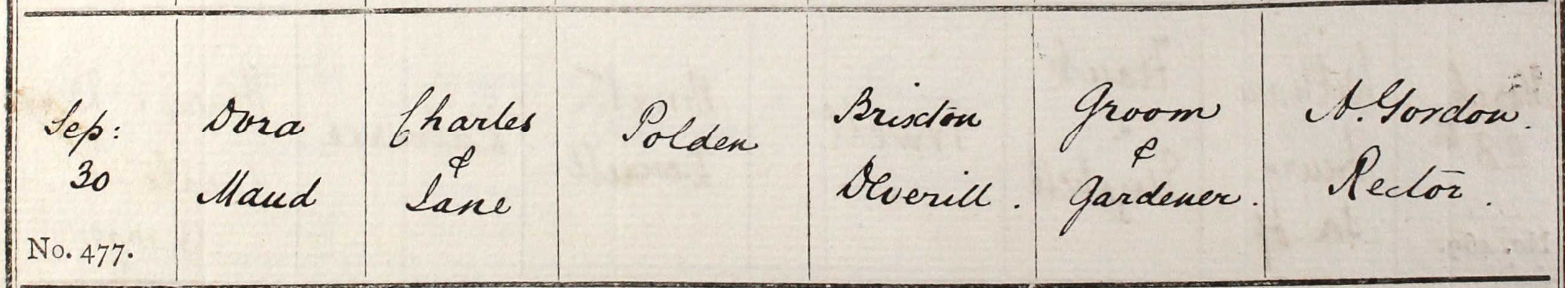 Sep:
30
No. 477.
Dora
Maud
Charles
&
Jane
Polden
Brixton
Deverill.
Groom
&
Gardener.
A. Gordon.
Rector.